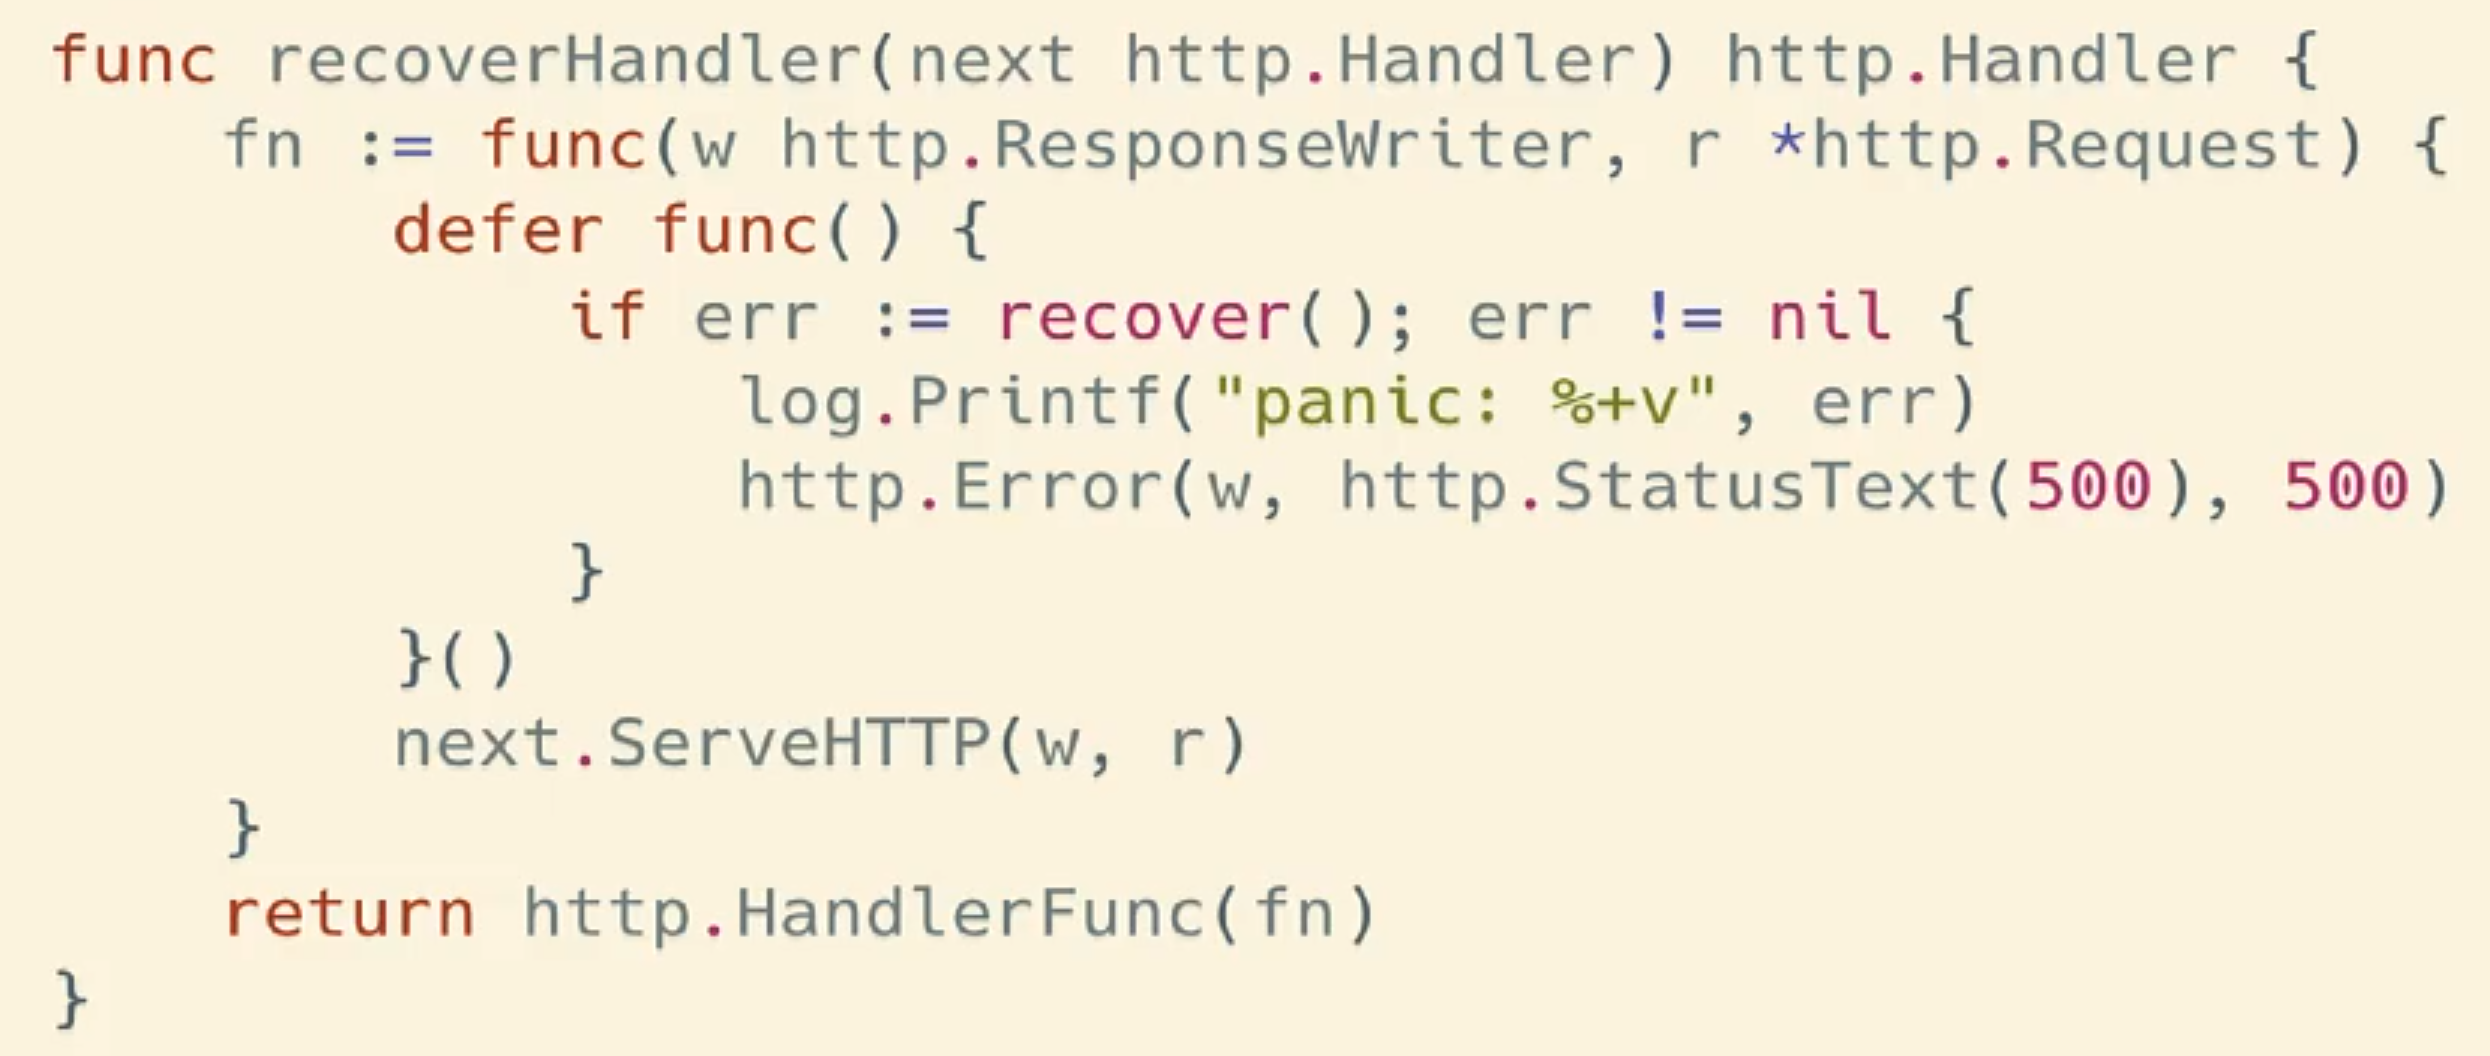 func recoverHandler(next http.Handler) http.Handler {
    fn := func(w http.ResponseWriter, r *http.Request) {
        defer func() {
            if err := recover(); err != nil {
                log.Printf("panic: %+v", err)
                http.Error(w, http.StatusText(500), 500)
            }
        }()
        next.ServeHTTP(w, r)
    }
    return http.HandlerFunc(fn)
}